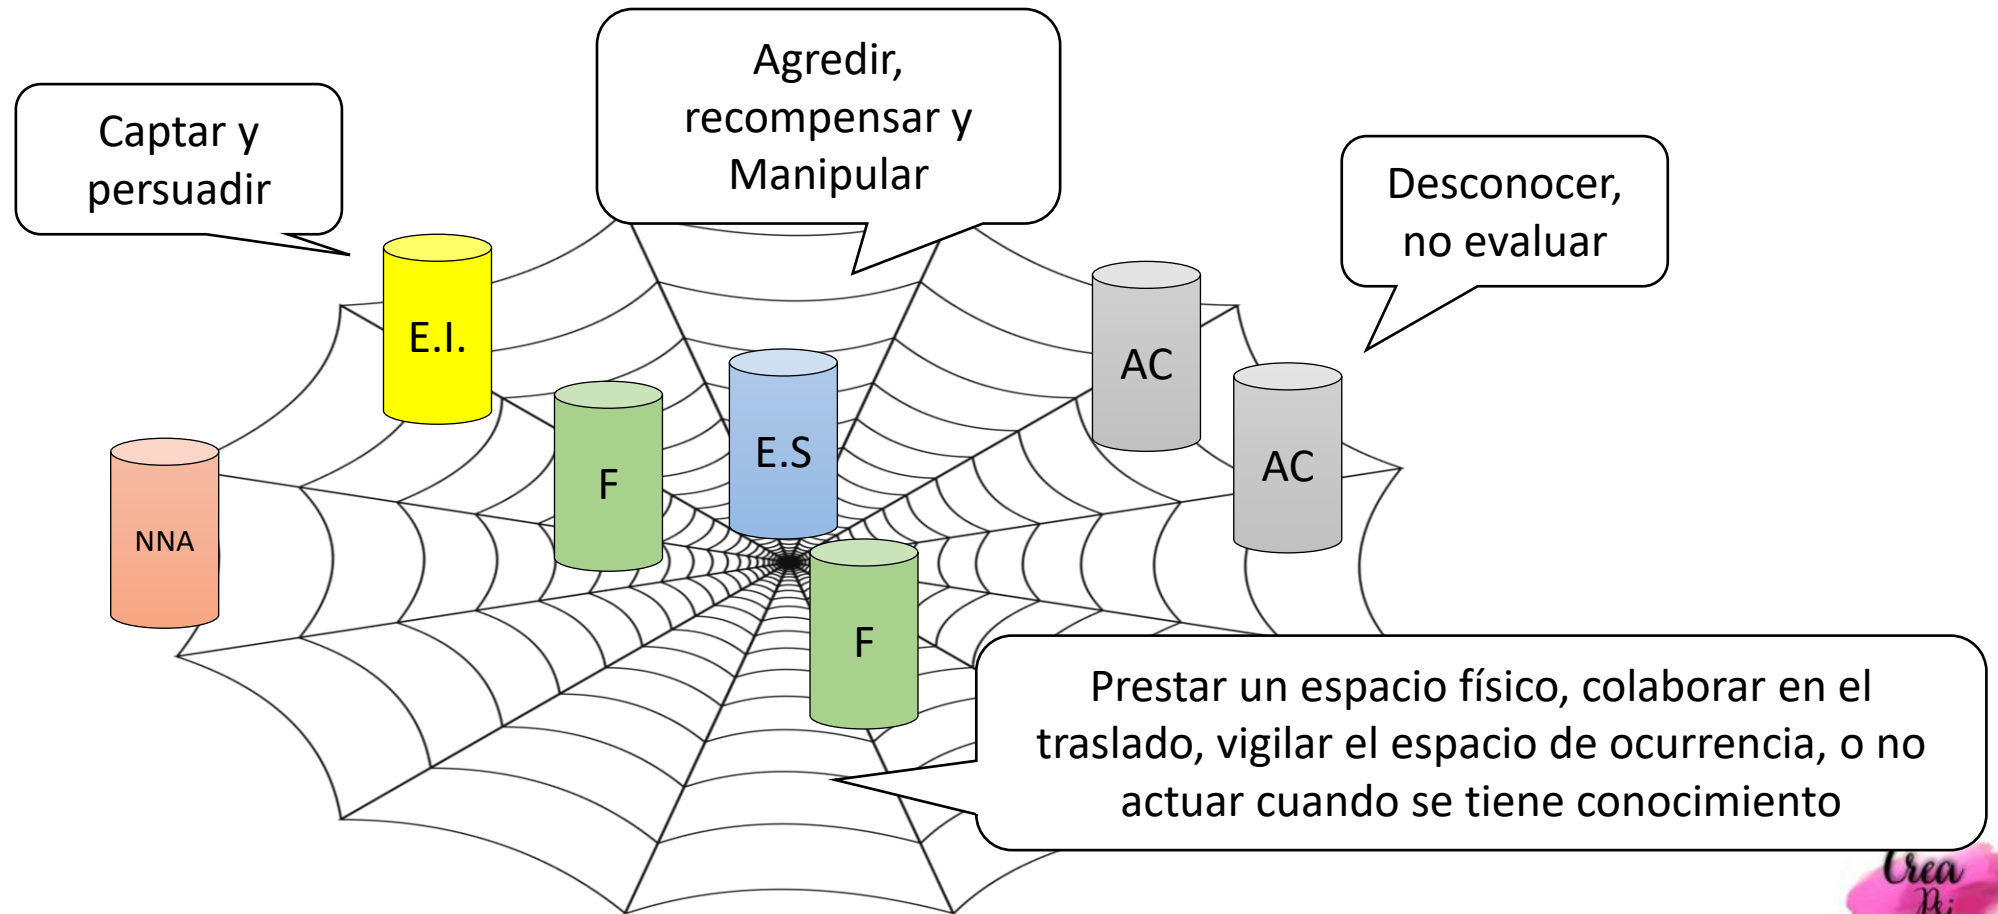 Captar y
persuadir
Agredir,
recompensar y
Manipular
Desconocer,
no evaluar
E.I.
AC
F
E.S
AC
NNA
F
Prestar un espacio físico, colaborar en el
traslado, vigilar el espacio de ocurrencia, o no
actuar cuando se tiene conocimiento
Crea
Psi